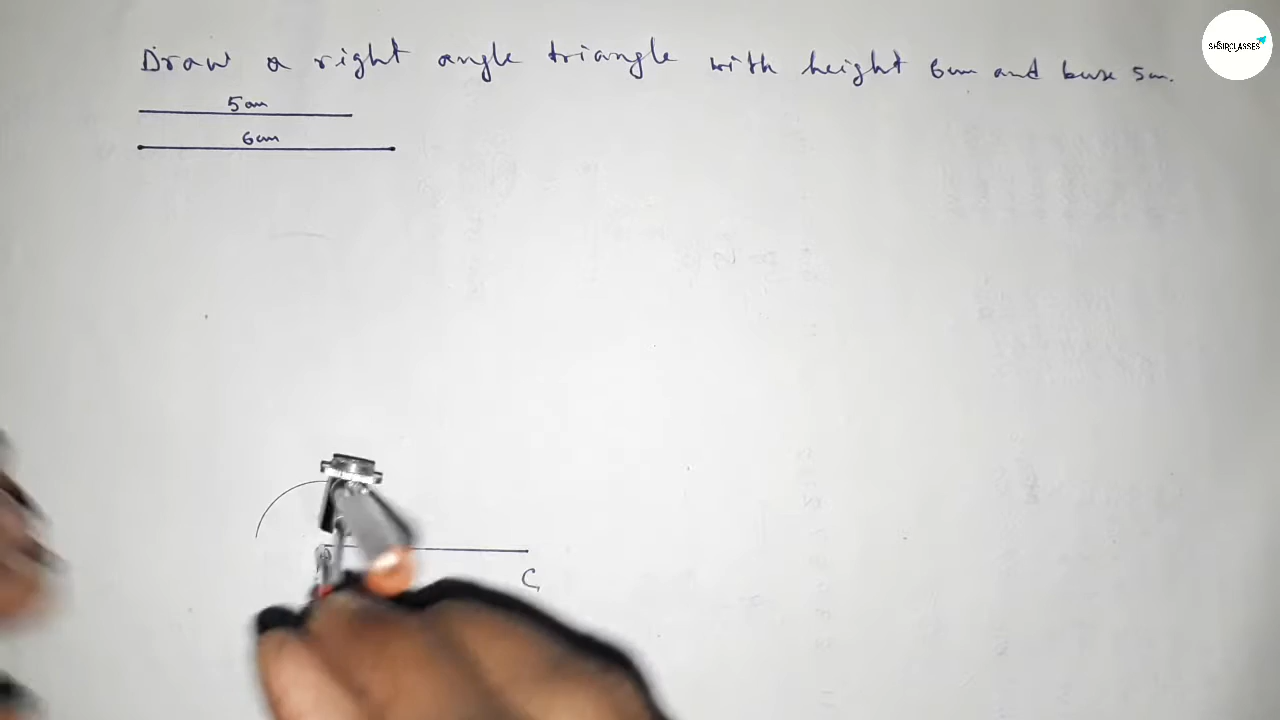 Draw a right angle triangle with height 6cm and base 5cm.
5cm
6cm
C
SHSIRCLASSES